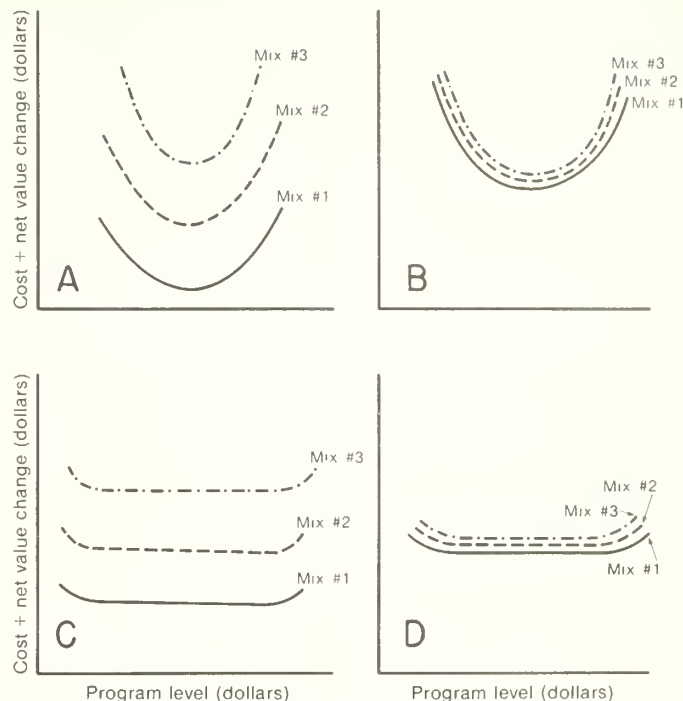 Cost + net value change (dollars)
Mix #3
Mix #2
Mix #1
A
Mix #3
Mix #2
Mix #1
B
Cost + net value change (dollars)
Mix #3
Mix #2
Mix #1
C
Program level (dollars)
Mix #2
Mix #3
Mix #1
D
Program level (dollars)